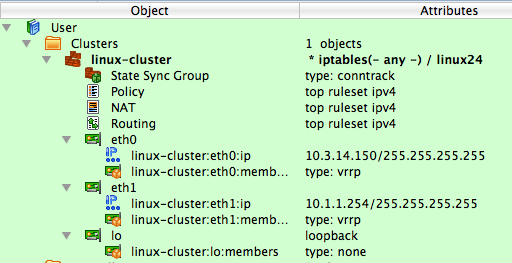 Object Attributes
User
Clusters 1 objects
linux-cluster * iptables(- any -) / linux24
State Sync Group type: conntrack
Policy top ruleset ipv4
NAT top ruleset ipv4
Routing top ruleset ipv4
eth0
IP linux-cluster:eth0:ip 10.3.14.150/255.255.255.255
linux-cluster:eth0:memb... type: vrrp
eth1
IP linux-cluster:eth1:ip 10.1.1.254/255.255.255.255
linux-cluster:eth1:memb... type: vrrp
lo loopback
linux-cluster:lo:members type: none